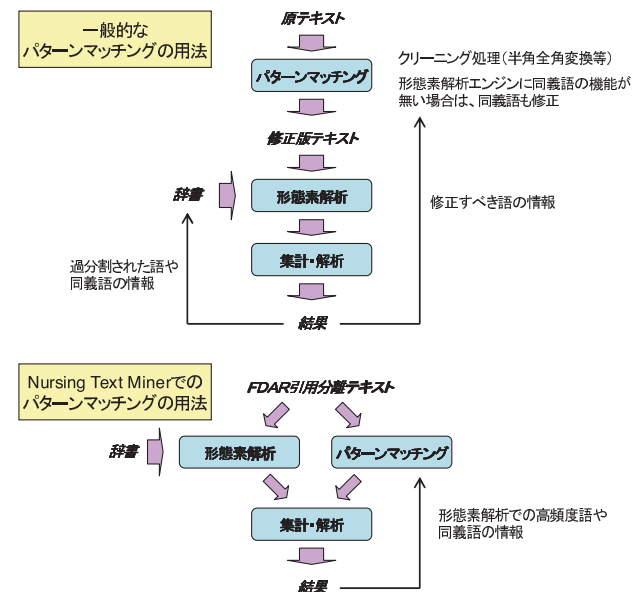 一般的な
パターンマッチングの用法
原テキスト
パターンマッチング
クリーニング処理(半角全角変換等)
形態素解析エンジンに同義語の機能が
無い場合は、同義語も修正
修正版テキスト
辞書
形態素解析
修正すべき語の情報
集計・解析
過分割された語や
同義語の情報
結果
Nursing Text Minerでの
パターンマッチングの用法
FDAR引用分離テキスト
辞書
形態素解析
パターンマッチング
集計・解析
形態素解析での高頻度語や
同義語の情報
結果